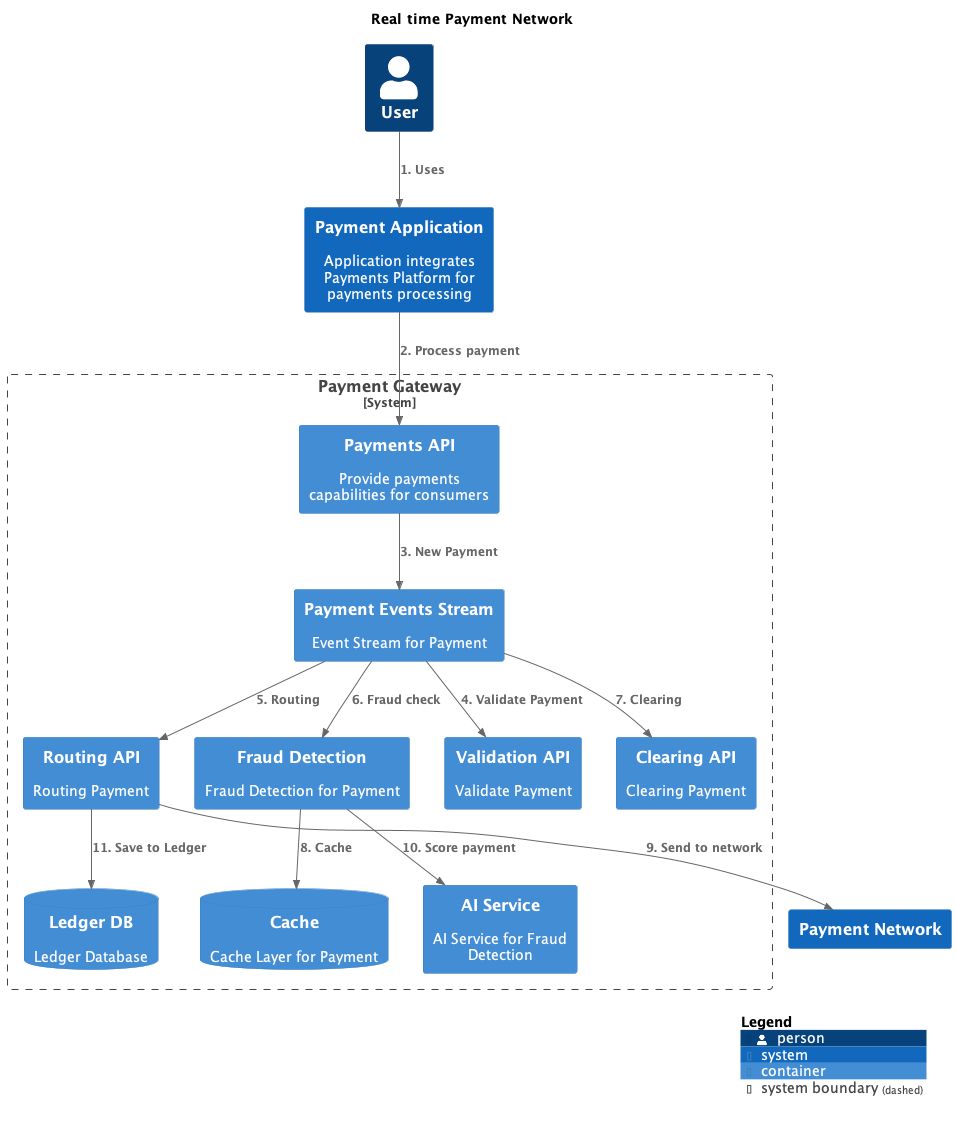 Real time Payment Network
User
1. Uses
Payment Application
Application integrates
Payments Platform for
payments processing
2. Process payment
Payment Gateway
[System]
Payments API
Provide payments
capabilities for consumers
3. New Payment
Payment Events Stream
Event Stream for Payment
5. Routing
6. Fraud check
4. Validate Payment
7. Clearing
Routing API
Routing Payment
Fraud Detection
Fraud Detection for Payment
Validation API
Validate Payment
Clearing API
Clearing Payment
11. Save to Ledger
8. Cache
10. Score payment
9. Send to network
Ledger DB
Ledger Database
Cache
Cache Layer for Payment
AI Service
AI Service for Fraud
Detection
Payment Network
Legend
person
system
container
system boundary (dashed)